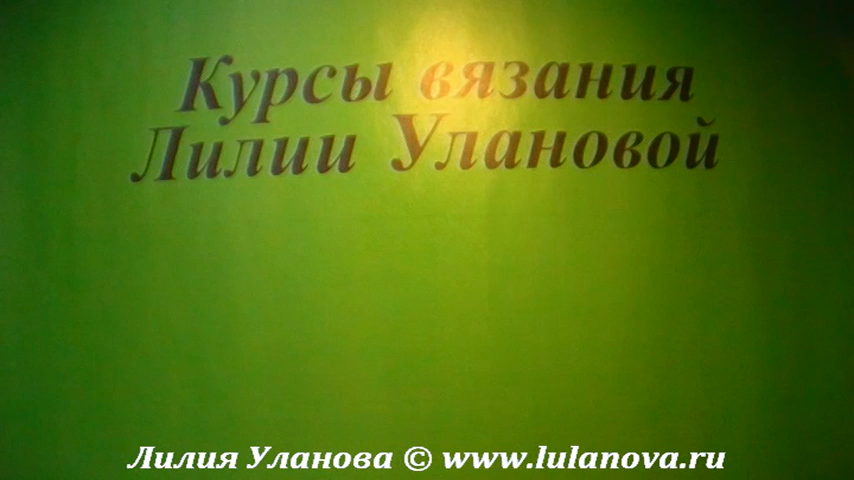 Курсы вязания
Лилии Улановой
Лилия Уланова © www.lulanova.ru